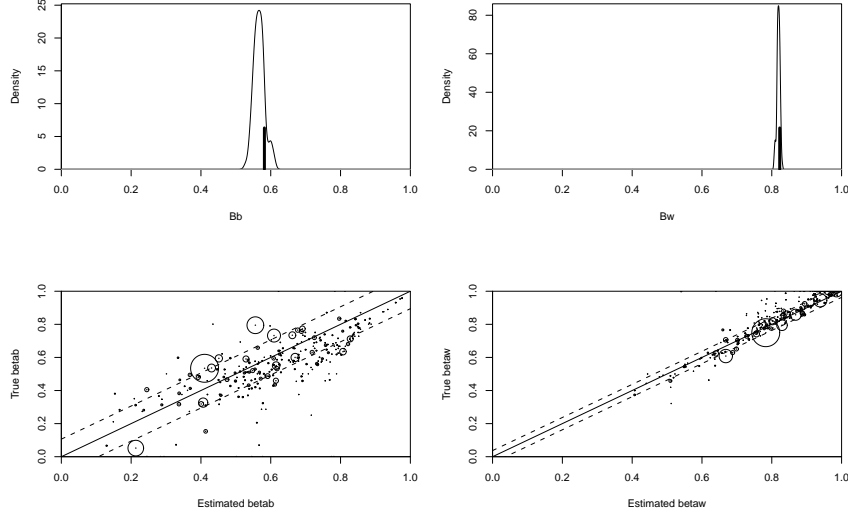 Density
0 5 10 15 20 25
0.0 0.2 0.4 0.6 0.8 1.0
Bb
Density
0 20 40 60 80
0.0 0.2 0.4 0.6 0.8 1.0
Bw
True betab
0.0 0.2 0.4 0.6 0.8 1.0
0.0 0.2 0.4 0.6 0.8 1.0
Estimated betab
True betaw
0.0 0.2 0.4 0.6 0.8 1.0
0.0 0.2 0.4 0.6 0.8 1.0
Estimated betaw